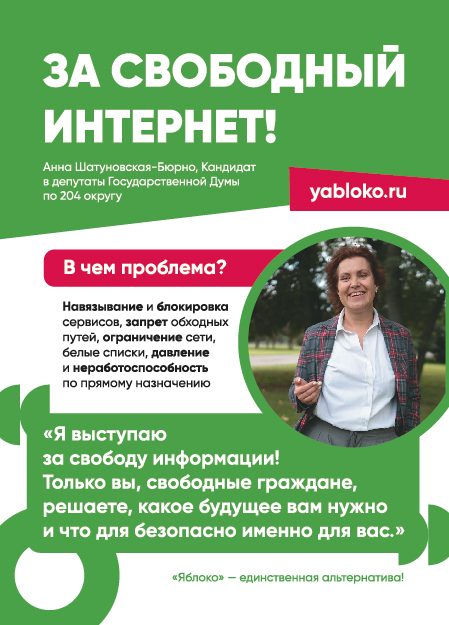 ЗА СВОБОДНЫЙ
ИНТЕРНЕТ!
Анна Шатуновская-Бюрно, Кандидат
в депутаты Государственной Думы
по 204 округу
yabloko.ru
В чем проблема?
Навязывание и блокировка
сервисов, запрет обходных
путей, ограничение сети,
белые списки, давление
и неработоспособность
по прямому назначению
«Я выступаю
за свободу информации!
Только вы, свободные граждане,
решаете, какое будущее вам нужно
и что для безопасно именно для вас.»
«Яблоко» — единственная альтернатива!